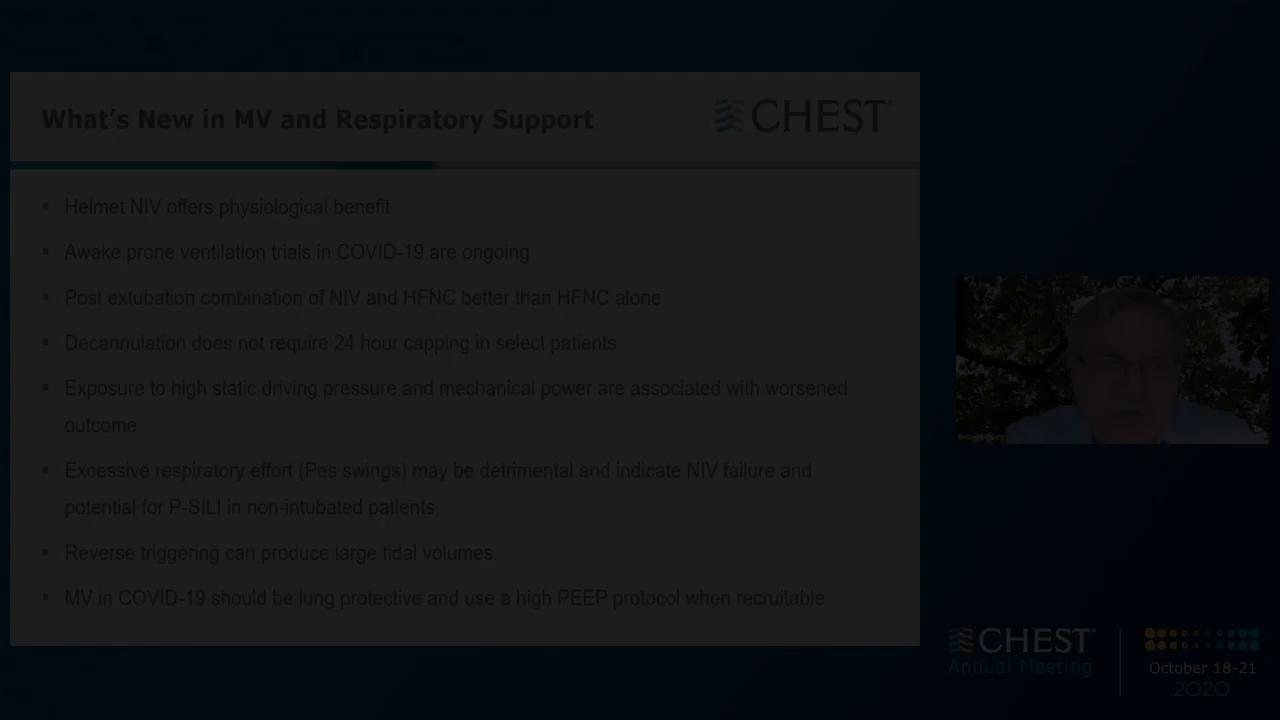 What's New in MV and Respiratory Support
CHEST
▪ Helmet NIV offers physiological benefit
▪ Awake prone ventilation trials in COVID-19 are ongoing
▪ Post extubation combination of NIV and HFNC better than HFNC alone
▪ Decannulation does not require 24 hour capping in select patients
▪ Exposure to high static driving pressure and mechanical power are associated with worsened
outcome
▪ Excessive respiratory effort (Pes swings) may be detrimental and indicate NIV failure and
potential for P-SILI in non-intubated patients
▪ Reverse triggering can produce large tidal volumes
▪ MV in COVID-19 should be lung protective and use a high PEEP protocol when recruitable
CHEST
Annual Meeting
October 18-21
2020